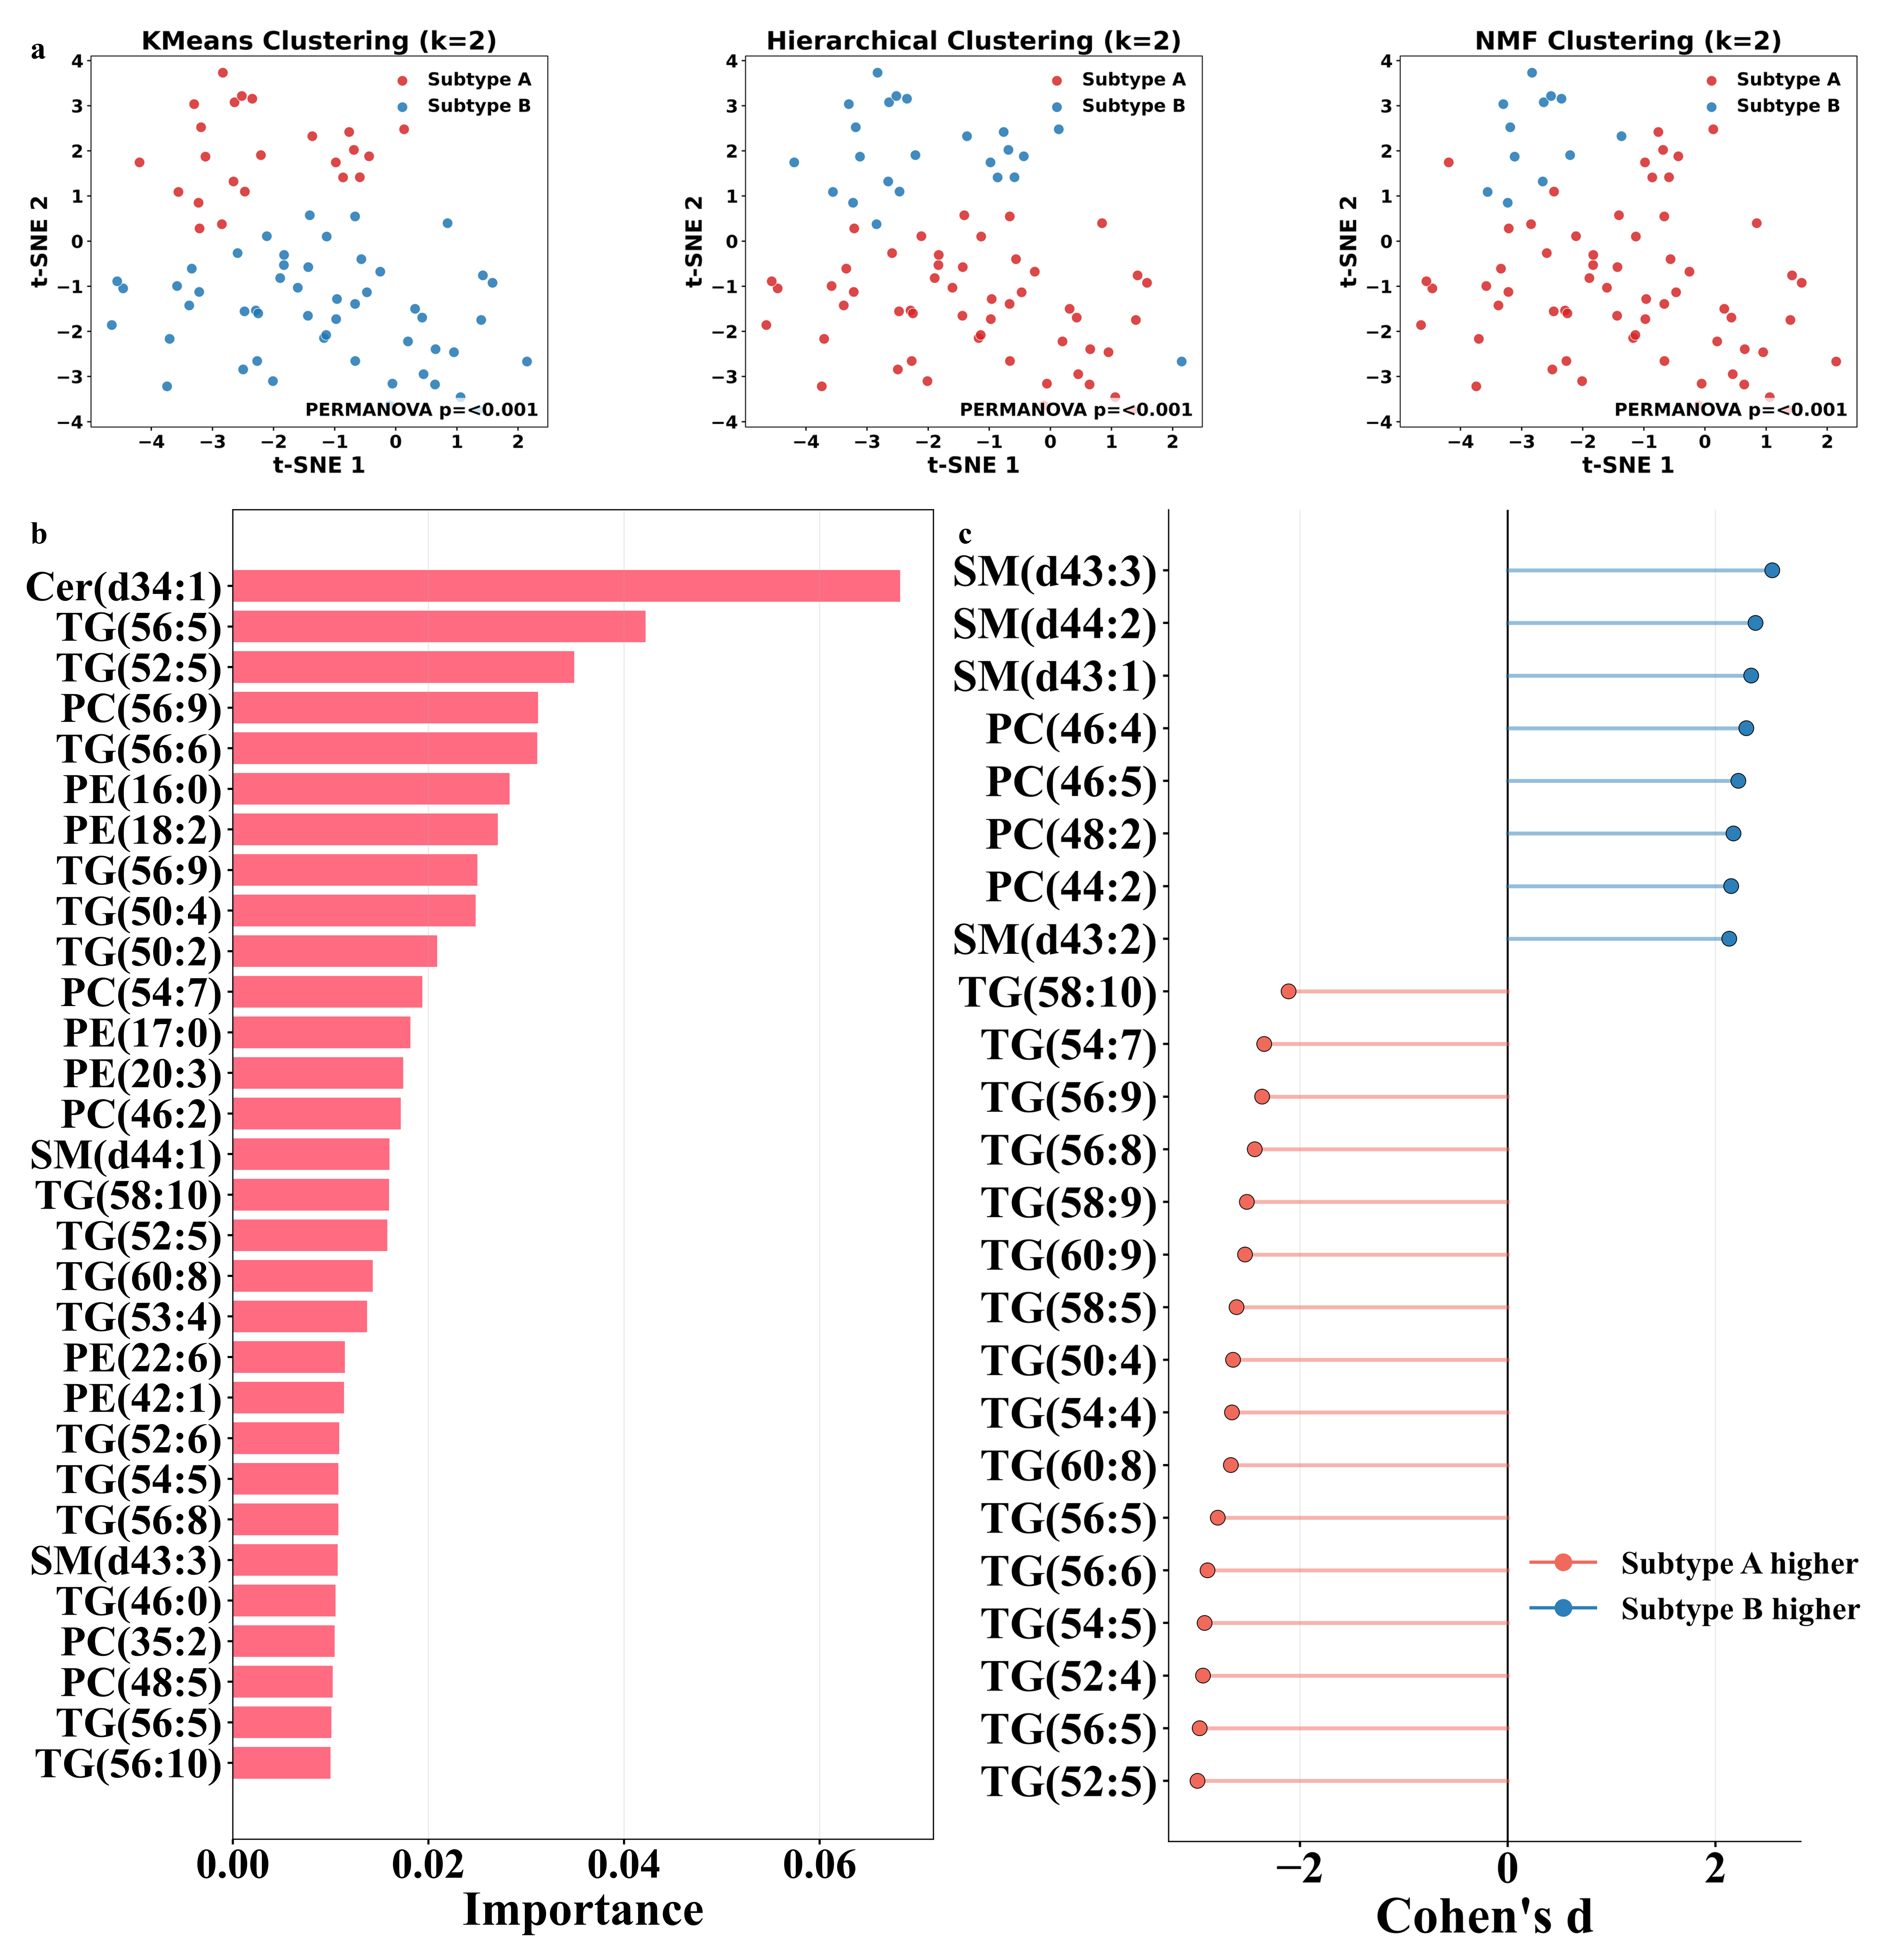 a
KMeans Clustering (k=2)
Subtype A
Subtype B
4
3
2
1
0
−1
−2
−3
−4
t-SNE 2
PERMANOVA p=<0.001
−4 −3 −2 −1 0 1 2
t-SNE 1
Hierarchical Clustering (k=2)
Subtype A
Subtype B
4
3
2
1
0
−1
−2
−3
−4
t-SNE 2
PERMANOVA p=<0.001
−4 −3 −2 −1 0 1 2
t-SNE 1
NMF Clustering (k=2)
Subtype A
Subtype B
4
3
2
1
0
−1
−2
−3
−4
t-SNE 2
PERMANOVA p=<0.001
−4 −3 −2 −1 0 1 2
t-SNE 1
b
Cer(d34:1)
TG(56:5)
TG(52:5)
PC(56:9)
TG(56:6)
PE(16:0)
PE(18:2)
TG(56:9)
TG(50:4)
TG(50:2)
PC(54:7)
PE(17:0)
PE(20:3)
PC(46:2)
SM(d44:1)
TG(58:10)
TG(52:5)
TG(60:8)
TG(53:4)
PE(22:6)
PE(42:1)
TG(52:6)
TG(54:5)
TG(56:8)
SM(d43:3)
TG(46:0)
PC(35:2)
PC(48:5)
TG(56:5)
TG(56:10)
0.00 0.02 0.04 0.06
Importance
c
SM(d43:3)
SM(d44:2)
SM(d43:1)
PC(46:4)
PC(46:5)
PC(48:2)
PC(44:2)
SM(d43:2)
TG(58:10)
TG(54:7)
TG(56:9)
TG(56:8)
TG(58:9)
TG(60:9)
TG(58:5)
TG(50:4)
TG(54:4)
TG(60:8)
TG(56:5)
TG(56:6)
TG(54:5)
TG(52:4)
TG(56:5)
TG(52:5)
Subtype A higher
Subtype B higher
−2 0 2
Cohen's d